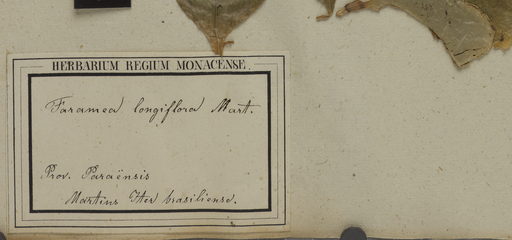 HERBARIUM REGIUM MONACENSE.
Faramea longiflora Mart.
Prov. Paraënsis
Martius Iter brasiliense.